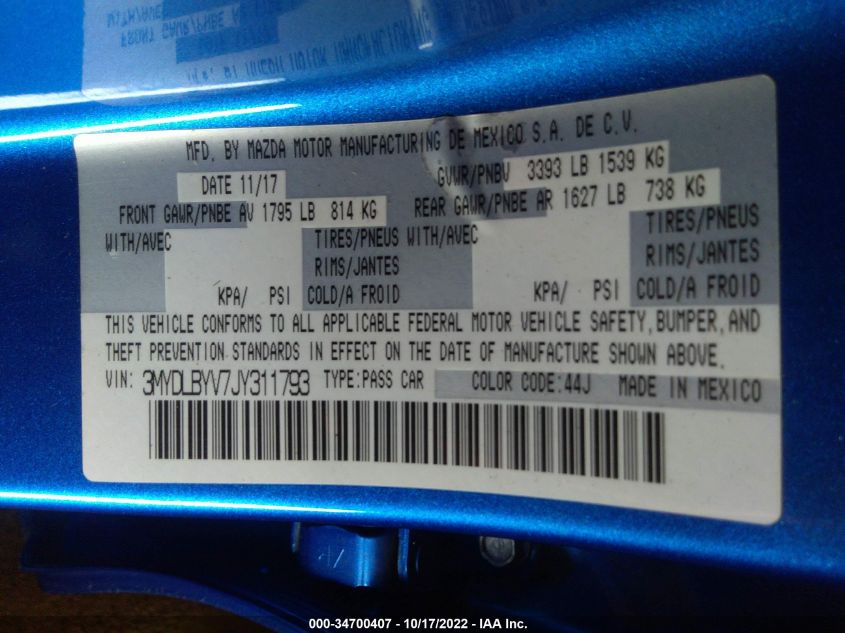 MFD. BY MAZDA MOTOR MANUFACTURING DE MEXICO S.A. DE C.V.
DATE 11/17 GVWR/PNBV 3393 LB 1539 KG
FRONT GAWR/PNBE AV 1795 LB 814 KG REAR GAWR/PNBE AR 1627 LB 738 KG
WITH/AVEC TIRES/PNEUS WITH/AVEC TIRES/PNEUS
RIMS/JANTES RIMS/JANTES
KPA/ PSI COLD/A FROID KPA/ PSI COLD/A FROID
THIS VEHICLE CONFORMS TO ALL APPLICABLE FEDERAL MOTOR VEHICLE SAFETY, BUMPER, AND
THEFT PREVENTION STANDARDS IN EFFECT ON THE DATE OF MANUFACTURE SHOWN ABOVE.
VIN: 3MYDLBYV7JY311793 TYPE:PASS CAR COLOR CODE:44J MADE IN MEXICO
000-34700407 - 10/17/2022 - IAA Inc.